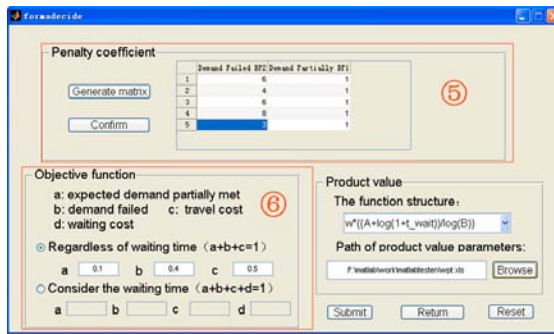 formadecide
Penalty coefficient
Demand Failed BP2 Demand Partially BP1
1 6 1
2 4 1
3 6 1
4 8 1
5 3 1
Generate matrix
Confirm
⑤
Objective function
a: expected demand partially met
b: demand failed c: travel cost
d: waiting cost
⑥
Regardless of waiting time (a+b+c=1)
a 0.1 b 0.4 c 0.5
Consider the waiting time (a+b+c+d=1)
a b c d
Product value
The function structure:
w*((A+log(1+t_wait))/log(B))
Path of product value parameters:
Browse
Submit Return Reset